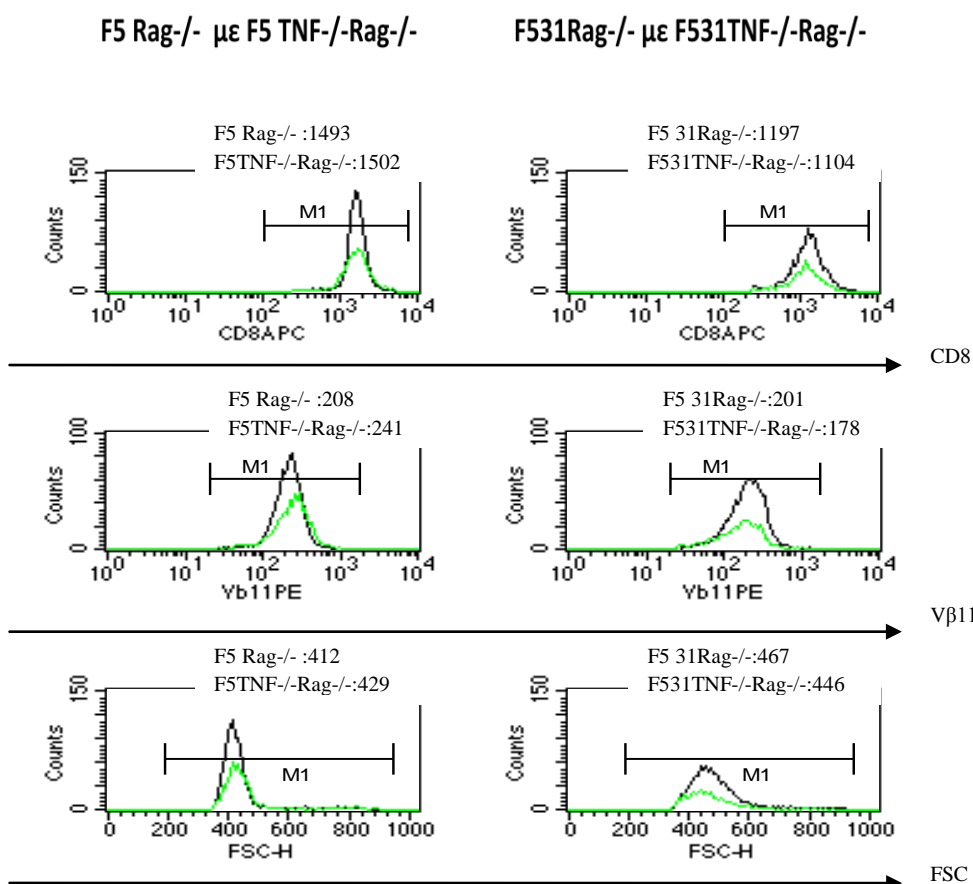 F5 Rag-/- με F5 TNF-/-Rag-/-
F531Rag-/- με F531TNF-/-Rag-/-
F5 Rag-/- :1493
F5TNF-/-Rag-/-:1502
150
Counts
0
M1
10^0 10^1 10^2 10^3 10^4
CD8APC
F5 31Rag-/-:1197
F531TNF-/-Rag-/-:1104
150
Counts
0
M1
10^0 10^1 10^2 10^3 10^4
CD8APC
CD8
F5 Rag-/- :208
F5TNF-/-Rag-/-:241
100
Counts
0
M1
10^0 10^1 10^2 10^3 10^4
Vb11PE
F5 31Rag-/-:201
F531TNF-/-Rag-/-:178
100
Counts
0
M1
10^0 10^1 10^2 10^3 10^4
Vb11PE
Vβ11
F5 Rag-/- :412
F5TNF-/-Rag-/-:429
150
Counts
0
M1
0 200 400 600 800 1000
FSC-H
F5 31Rag-/-:467
F531TNF-/-Rag-/-:446
150
Counts
0
M1
0 200 400 600 800 1000
FSC-H
FSC